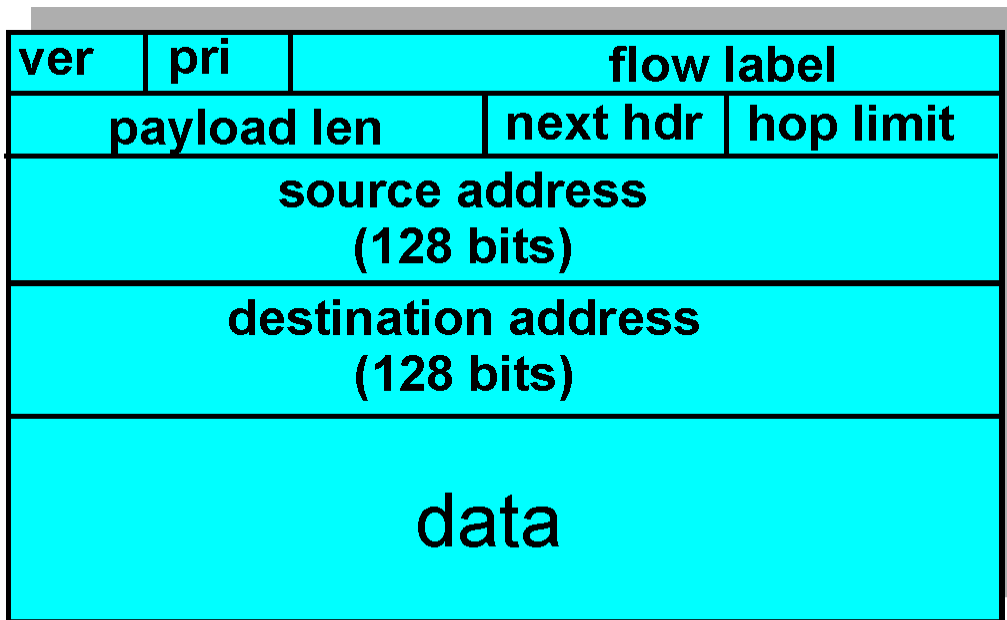 ver pri flow label
payload len next hdr hop limit
source address
(128 bits)
destination address
(128 bits)
data